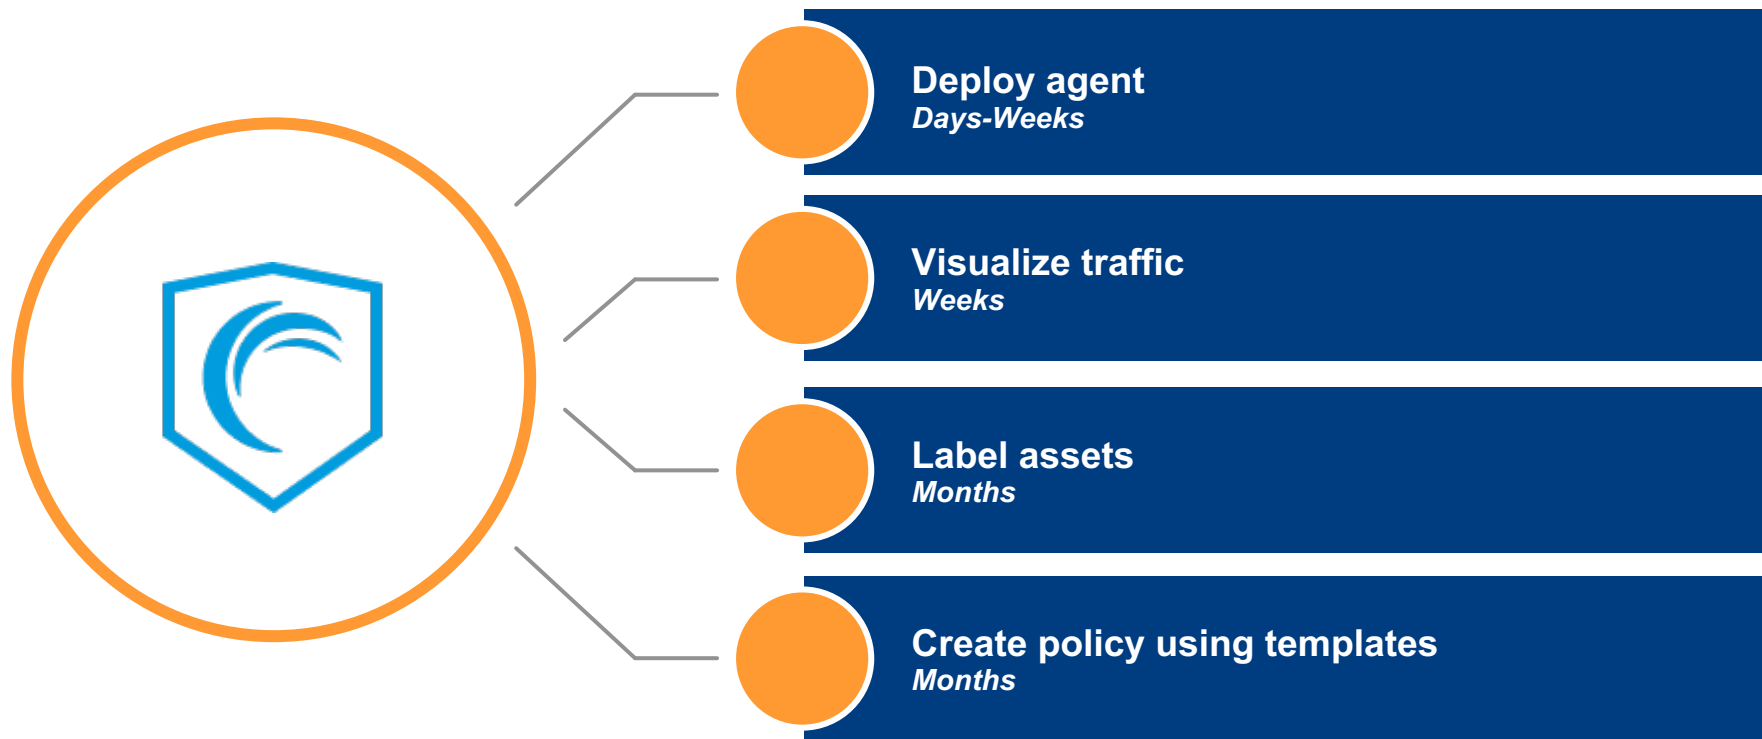 Deploy agent
Days-Weeks
Visualize traffic
Weeks
Label assets
Months
Create policy using templates
Months